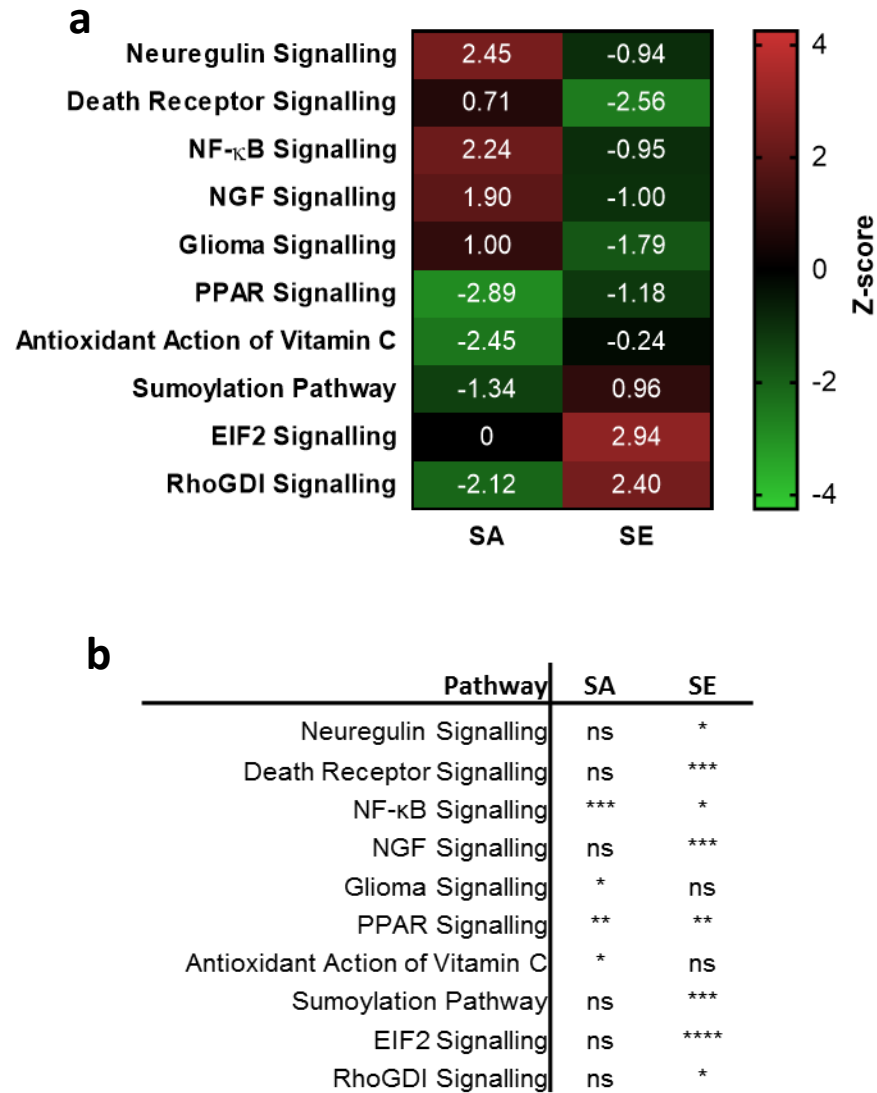 a
Neuregulin Signalling 2.45 -0.94
Death Receptor Signalling 0.71 -2.56
NF-κB Signalling 2.24 -0.95
NGF Signalling 1.90 -1.00
Glioma Signalling 1.00 -1.79
PPAR Signalling -2.89 -1.18
Antioxidant Action of Vitamin C -2.45 -0.24
Sumoylation Pathway -1.34 0.96
EIF2 Signalling 0 2.94
RhoGDI Signalling -2.12 2.40
SA SE
4
2
0
-2
-4
Z-score
b
Pathway SA SE
Neuregulin Signalling ns *
Death Receptor Signalling ns ***
NF-κB Signalling *** *
NGF Signalling ns ***
Glioma Signalling * ns
PPAR Signalling ** **
Antioxidant Action of Vitamin C * ns
Sumoylation Pathway ns ***
EIF2 Signalling ns ****
RhoGDI Signalling ns *